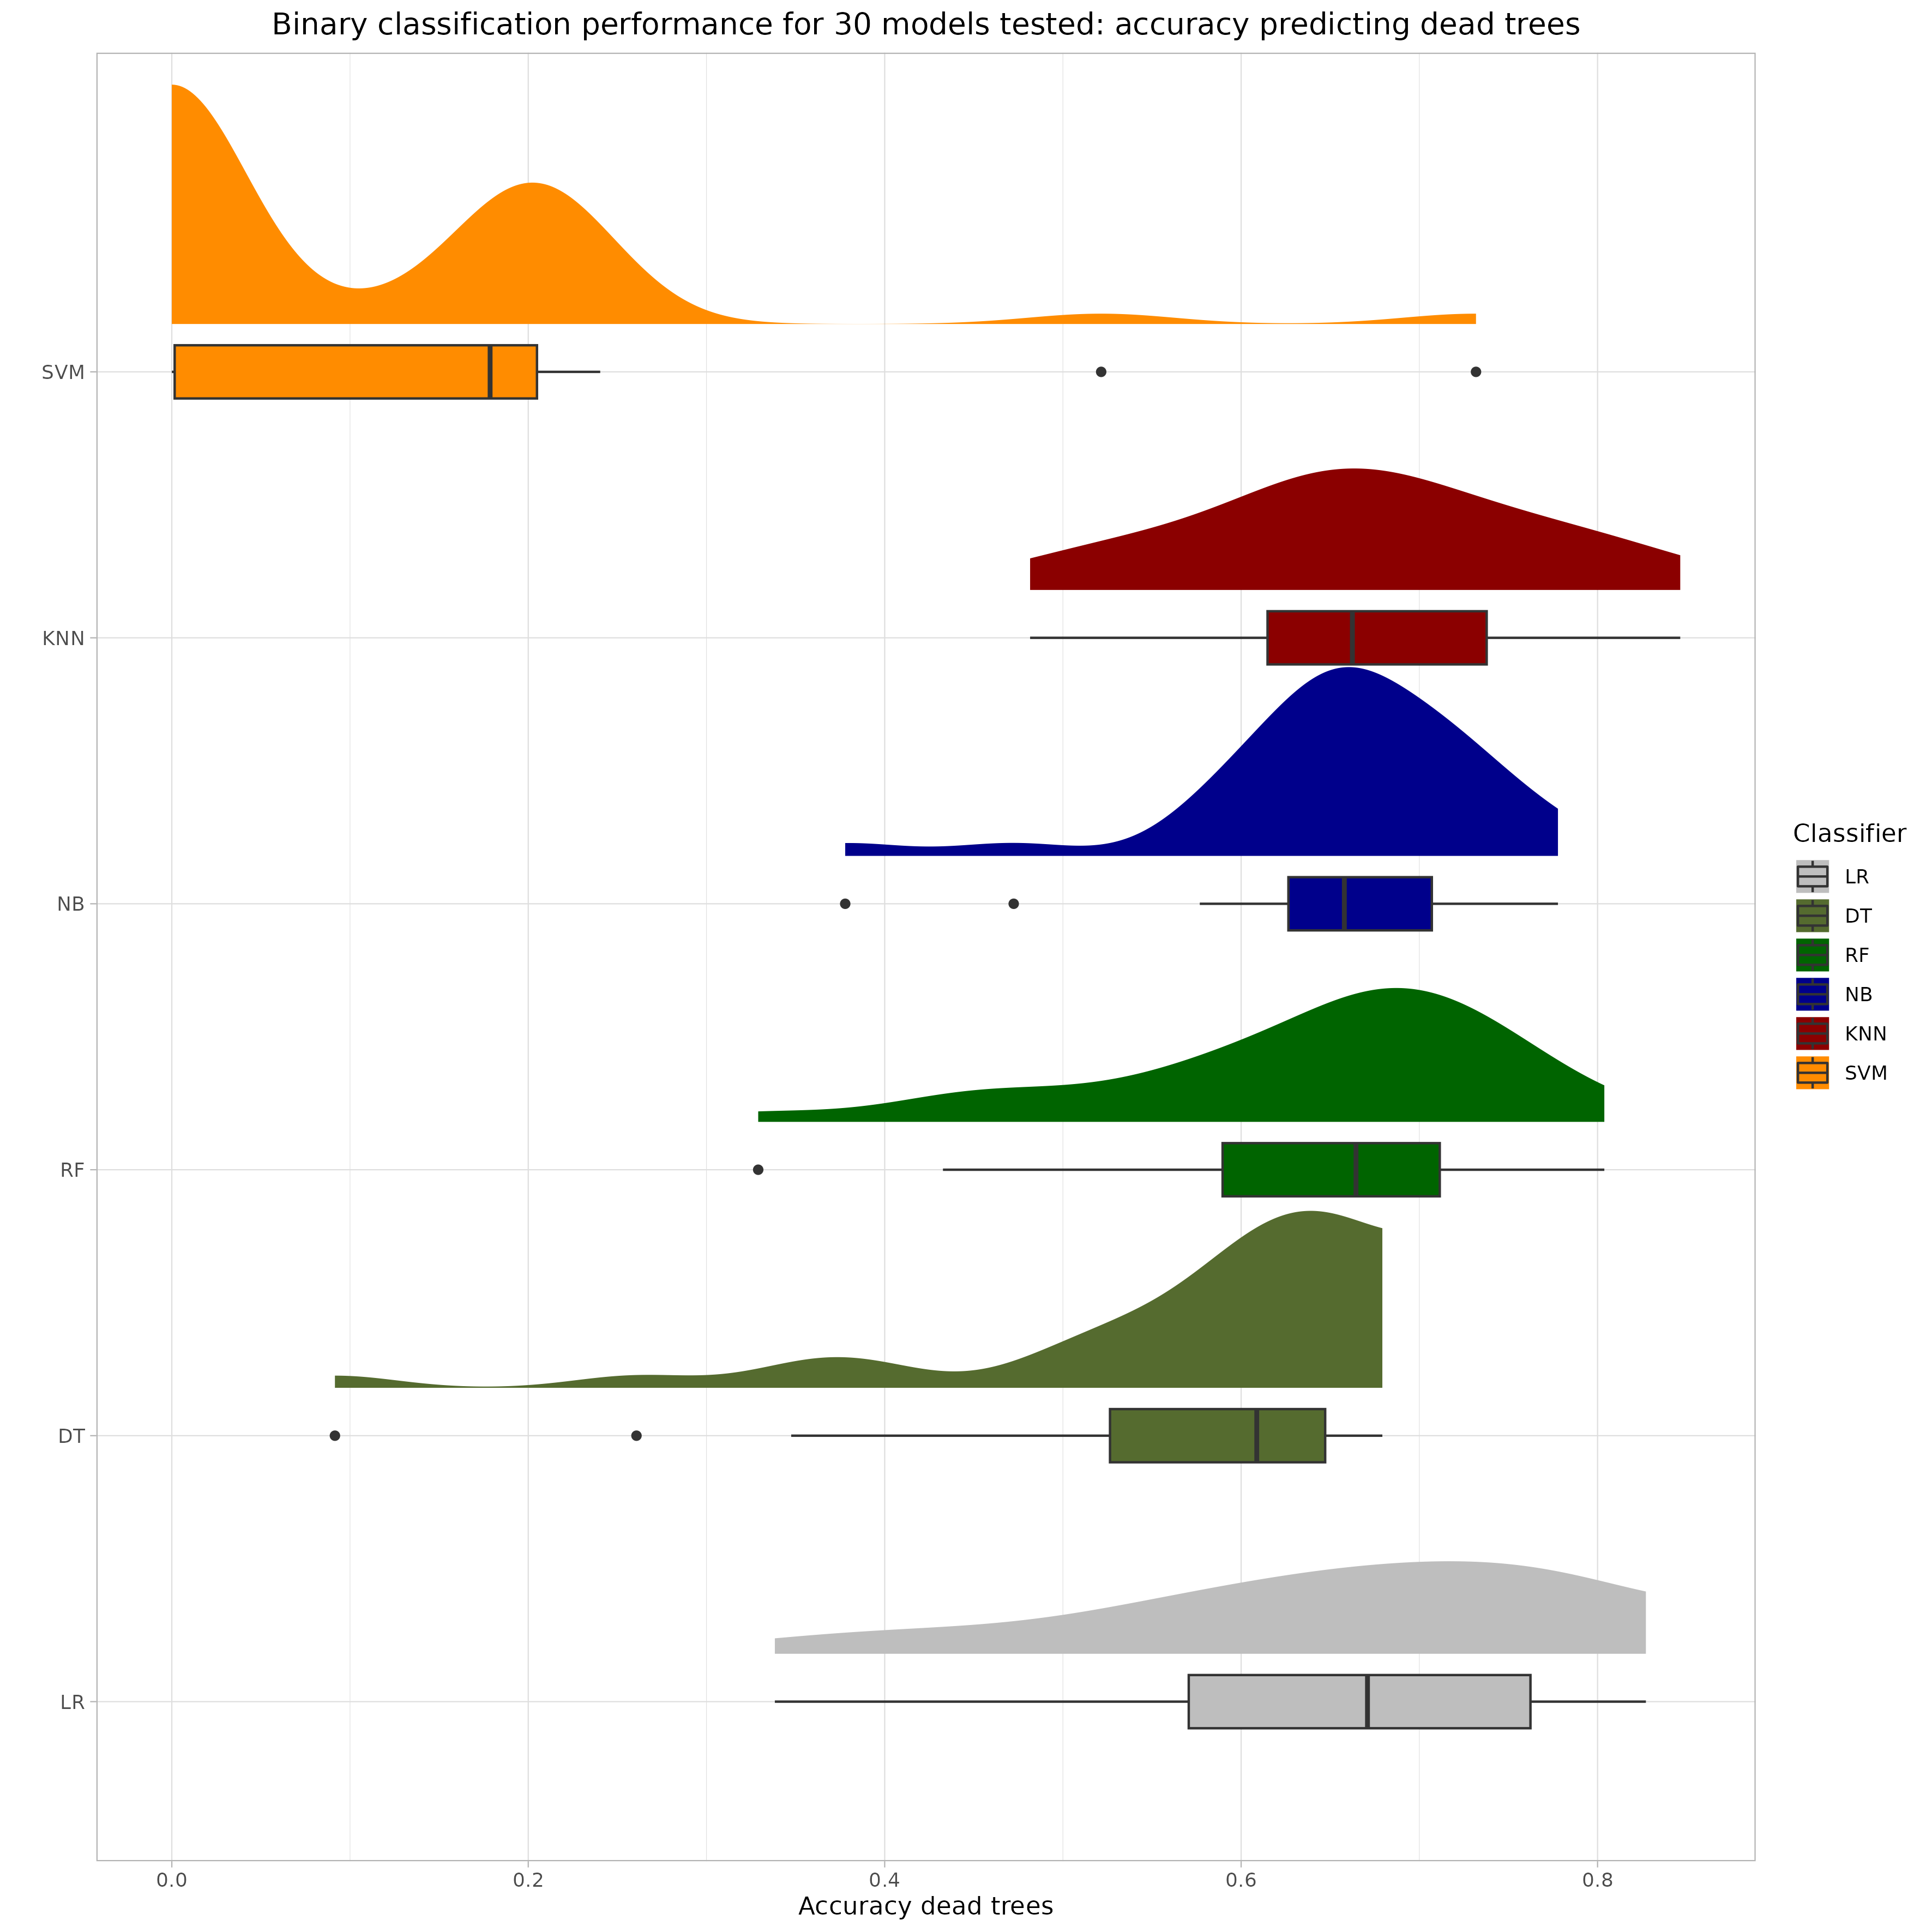 Binary classification performance for 30 models tested: accuracy predicting dead trees
SVM
KNN
NB
RF
DT
LR
0.0 0.2 0.4 0.6 0.8
Accuracy dead trees
Classifier
LR
DT
RF
NB
KNN
SVM